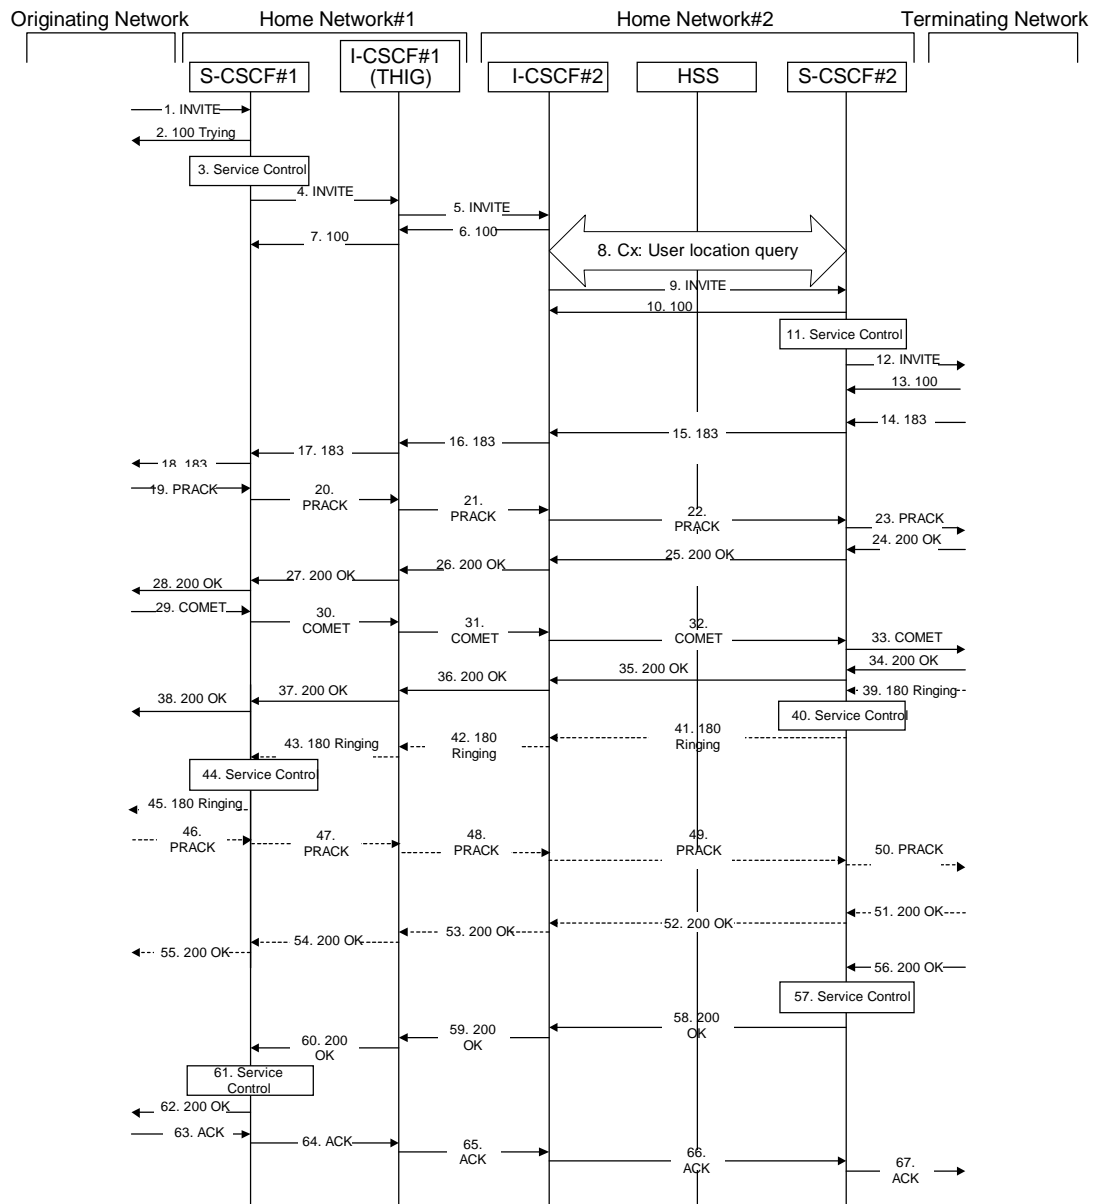 Originating Network
Home Network#1
Home Network#2
Terminating Network
S-CSCF#1
I-CSCF#1
(THIG)
I-CSCF#2
HSS
S-CSCF#2
1. INVITE
2. 100 Trying
3. Service Control
4. INVITE
5. INVITE
6. 100
7. 100
8. Cx: User location query
9. INVITE
10. 100
11. Service Control
12. INVITE
13. 100
14. 183
15. 183
16. 183
17. 183
18. 183
19. PRACK
20.
PRACK
21.
PRACK
22.
PRACK
23. PRACK
24. 200 OK
25. 200 OK
26. 200 OK
27. 200 OK
28. 200 OK
29. COMET
30.
COMET
31.
COMET
32.
COMET
33. COMET
34. 200 OK
35. 200 OK
36. 200 OK
37. 200 OK
38. 200 OK
39. 180 Ringing
40. Service Control
41. 180
Ringing
42. 180
Ringing
43. 180 Ringing
44. Service Control
45. 180 Ringing
46.
PRACK
47.
PRACK
48.
PRACK
49.
PRACK
50. PRACK
51. 200 OK
52. 200 OK
53. 200 OK
54. 200 OK
55. 200 OK
56. 200 OK
57. Service Control
58. 200
OK
59. 200
OK
60. 200
OK
61. Service
Control
62. 200 OK
63. ACK
64. ACK
65.
ACK
66.
ACK
67.
ACK